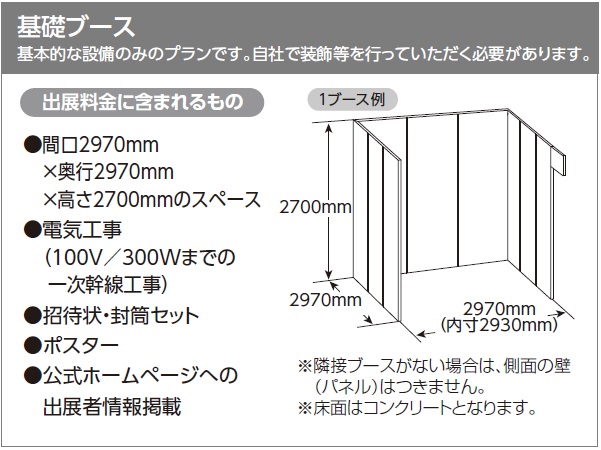 基礎ブース
基本的な設備のみのプランです。自社で装飾等を行っていただく必要があります。
出展料金に含まれるもの
●間口2970mm
×奥行2970mm
×高さ2700mmのスペース
●電気工事
（100V／300Wまでの
一次幹線工事）
●招待状・封筒セット
●ポスター
●公式ホームページへの
出展者情報掲載
1ブース例
2700mm
2970mm
2970mm
（内寸2930mm）
※隣接ブースがない場合は、側面の壁
（パネル）はつきません。
※床面はコンクリートとなります。